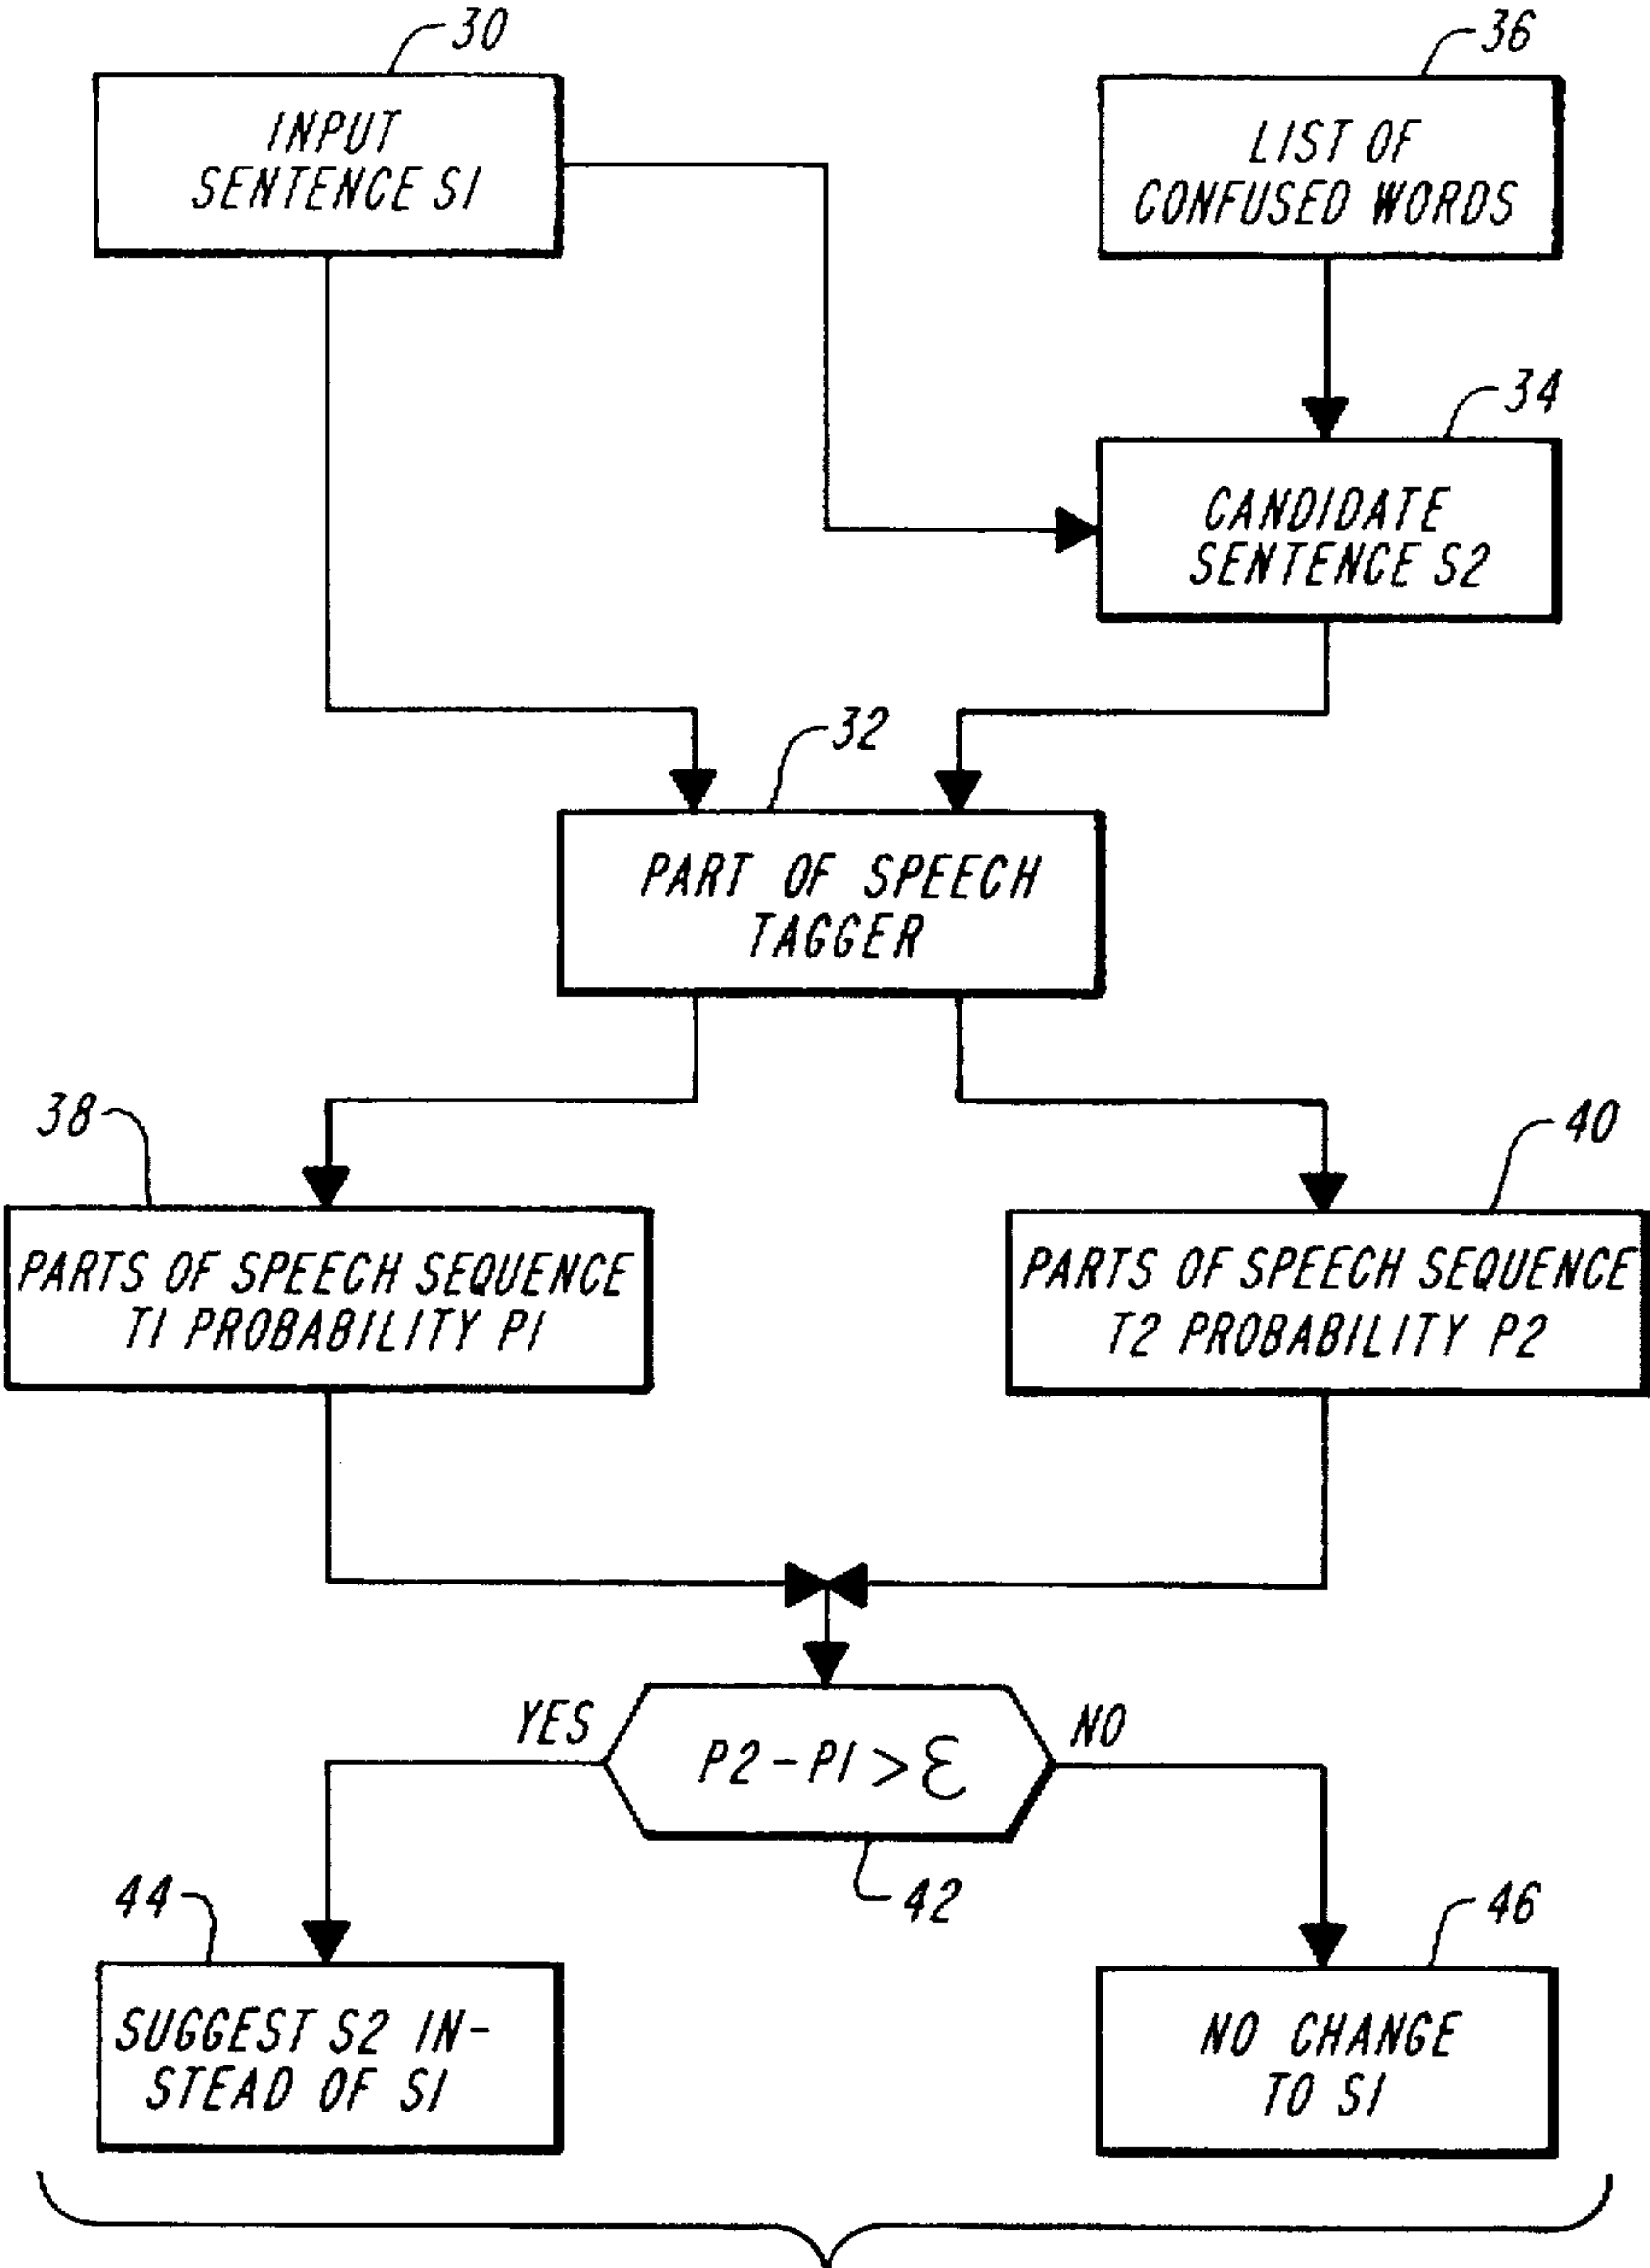 30
INPUT
SENTENCE S1
36
LIST OF
CONFUSED WORDS
34
CANDIDATE
SENTENCE S2
32
PART OF SPEECH
TAGGER
38
PARTS OF SPEECH SEQUENCE
T1 PROBABILITY P1
40
PARTS OF SPEECH SEQUENCE
T2 PROBABILITY P2
YES
P2-P1>ε
NO
42
44
SUGGEST S2 IN-
STEAD OF S1
46
NO CHANGE
TO S1